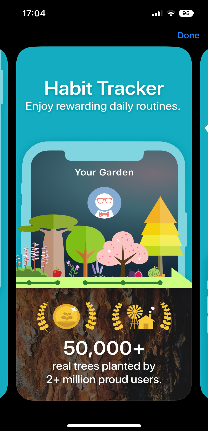 17:04
93
Done
Habit Tracker
Enjoy rewarding daily routines.
Your Garden
50,000+
real trees planted by
2+ million proud users.